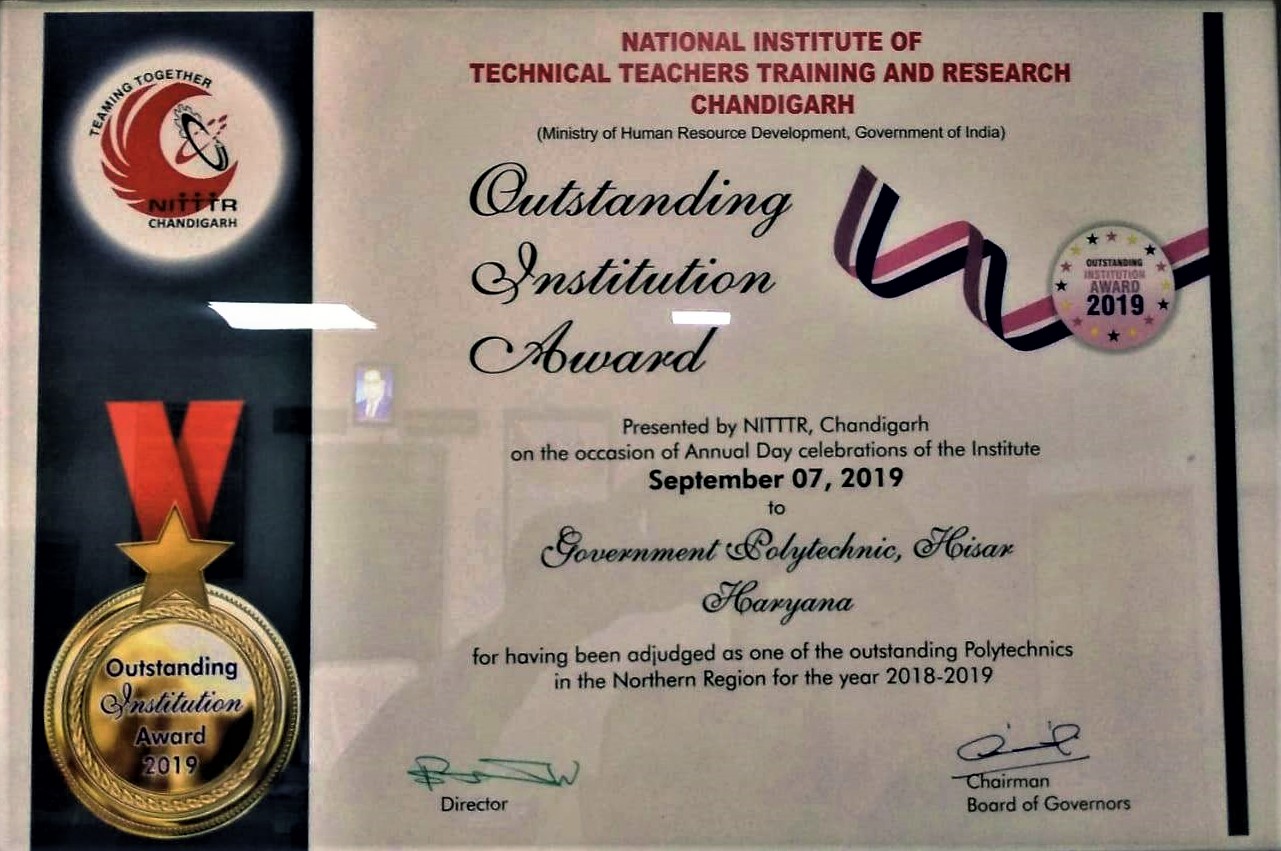 TEAMING TOGETHER
NITTTR
CHANDIGARH
NATIONAL INSTITUTE OF
TECHNICAL TEACHERS TRAINING AND RESEARCH
CHANDIGARH
(Ministry of Human Resource Development, Government of India)
Outstanding
Institution
Award
OUTSTANDING
INSTITUTION
AWARD
2019
Presented by NITTTR, Chandigarh
on the occasion of Annual Day celebrations of the Institute
September 07, 2019
to
Government Polytechnic, Hisar
Haryana
for having been adjudged as one of the outstanding Polytechnics
in the Northern Region for the year 2018-2019
Outstanding
Institution
Award
2019
Director
Chairman
Board of Governors